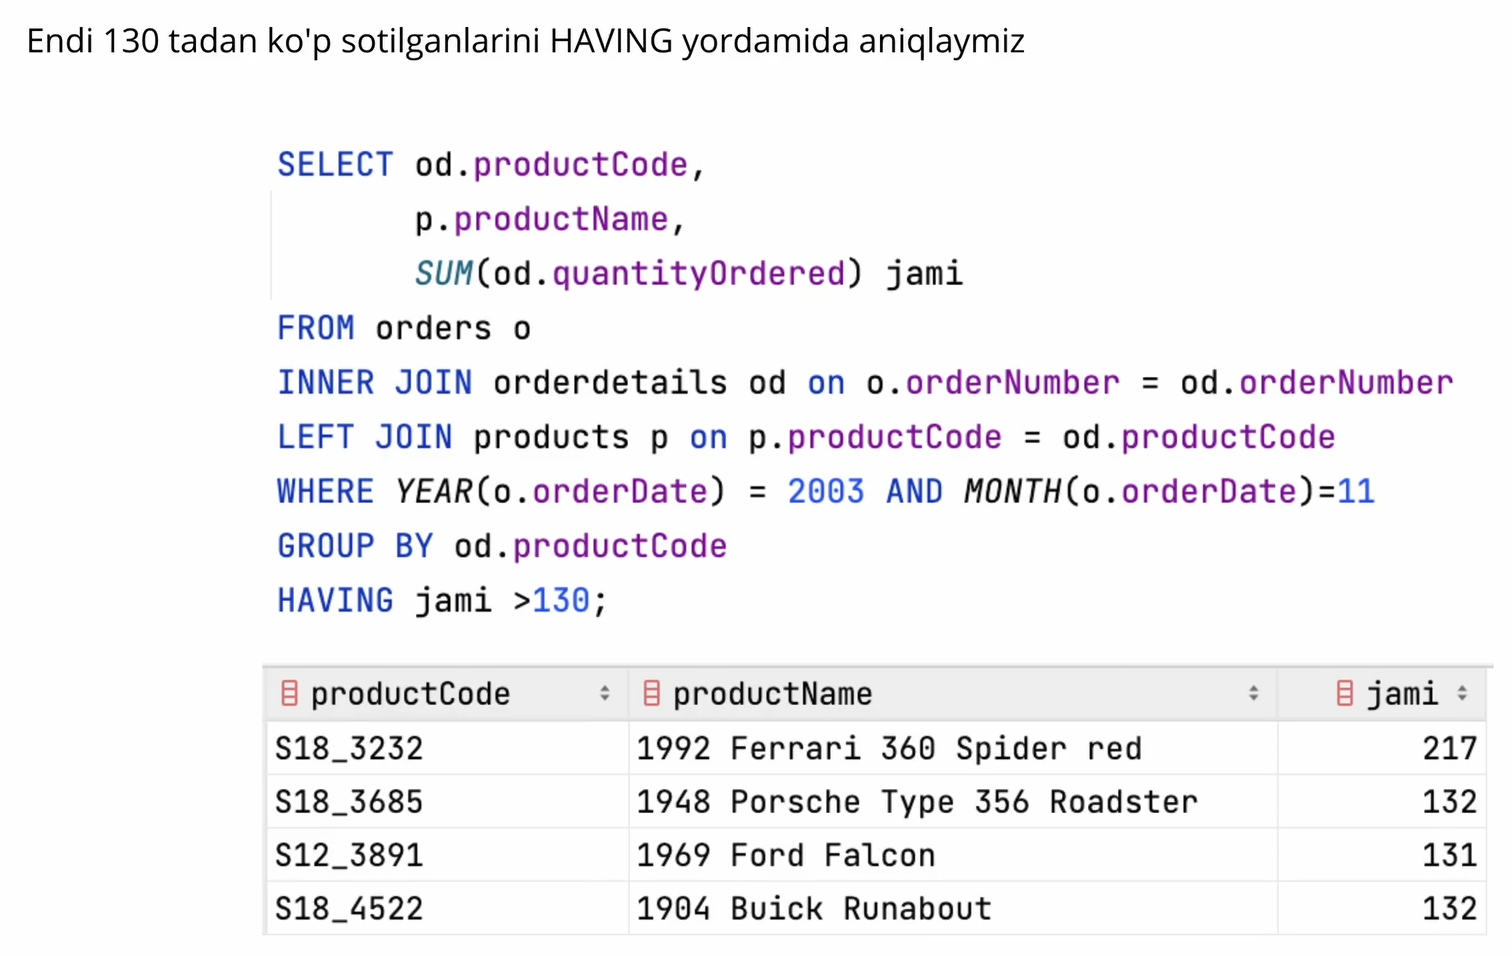 Endi 130 tadan ko'p sotilganlarini HAVING yordamida aniqlaymiz
SELECT od.productCode,
p.productName,
SUM(od.quantityOrdered) jami
FROM orders o
INNER JOIN orderdetails od on o.orderNumber = od.orderNumber
LEFT JOIN products p on p.productCode = od.productCode
WHERE YEAR(o.orderDate) = 2003 AND MONTH(o.orderDate)=11
GROUP BY od.productCode
HAVING jami >130;
productCode productName jami
S18_3232 1992 Ferrari 360 Spider red 217
S18_3685 1948 Porsche Type 356 Roadster 132
S12_3891 1969 Ford Falcon 131
S18_4522 1904 Buick Runabout 132